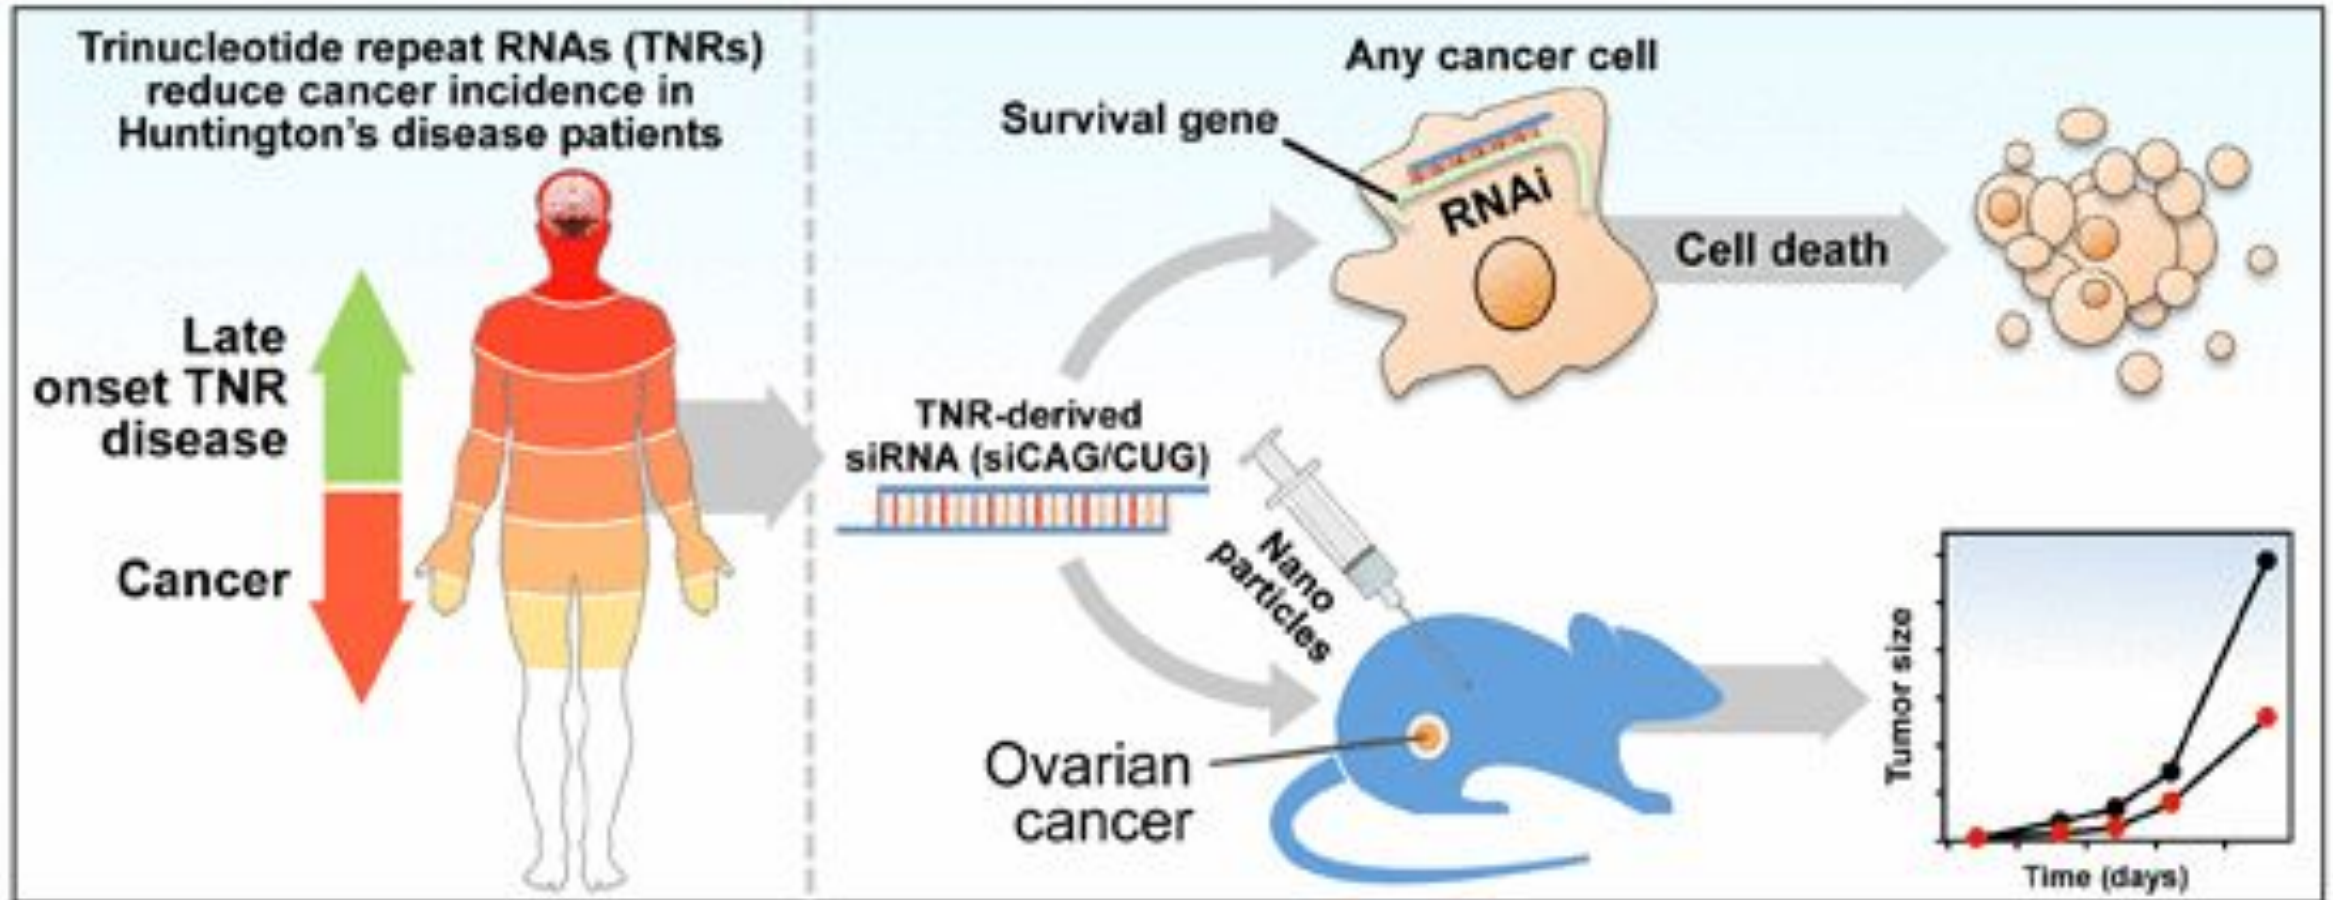 Trinucleotide repeat RNAs (TNRs)
reduce cancer incidence in
Huntington's disease patients
Late
onset TNR
disease
Cancer
TNR-derived
siRNA (siCAG/CUG)
Any cancer cell
Survival gene
RNAi
Cell death
Nano
particles
Ovarian
cancer
Tumor size
Time (days)